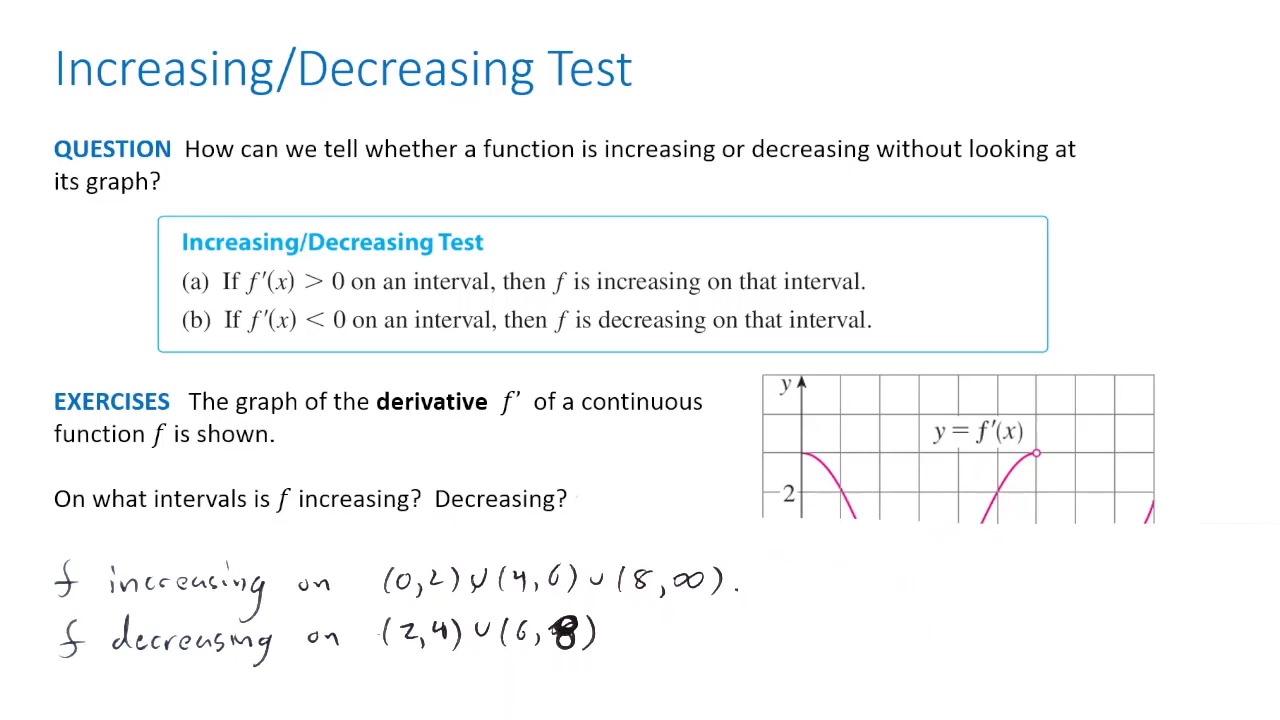 Increasing/Decreasing Test
QUESTION How can we tell whether a function is increasing or decreasing without looking at
its graph?
Increasing/Decreasing Test
(a) If f′(x) > 0 on an interval, then f is increasing on that interval.
(b) If f′(x) < 0 on an interval, then f is decreasing on that interval.
EXERCISES The graph of the derivative f' of a continuous
function f is shown.
y
y = f′(x)
2
On what intervals is f increasing? Decreasing?
f increasing on (0,2) ∪ (4,6) ∪ (8,∞).
f decreasing on (2,4) ∪ (6,8)